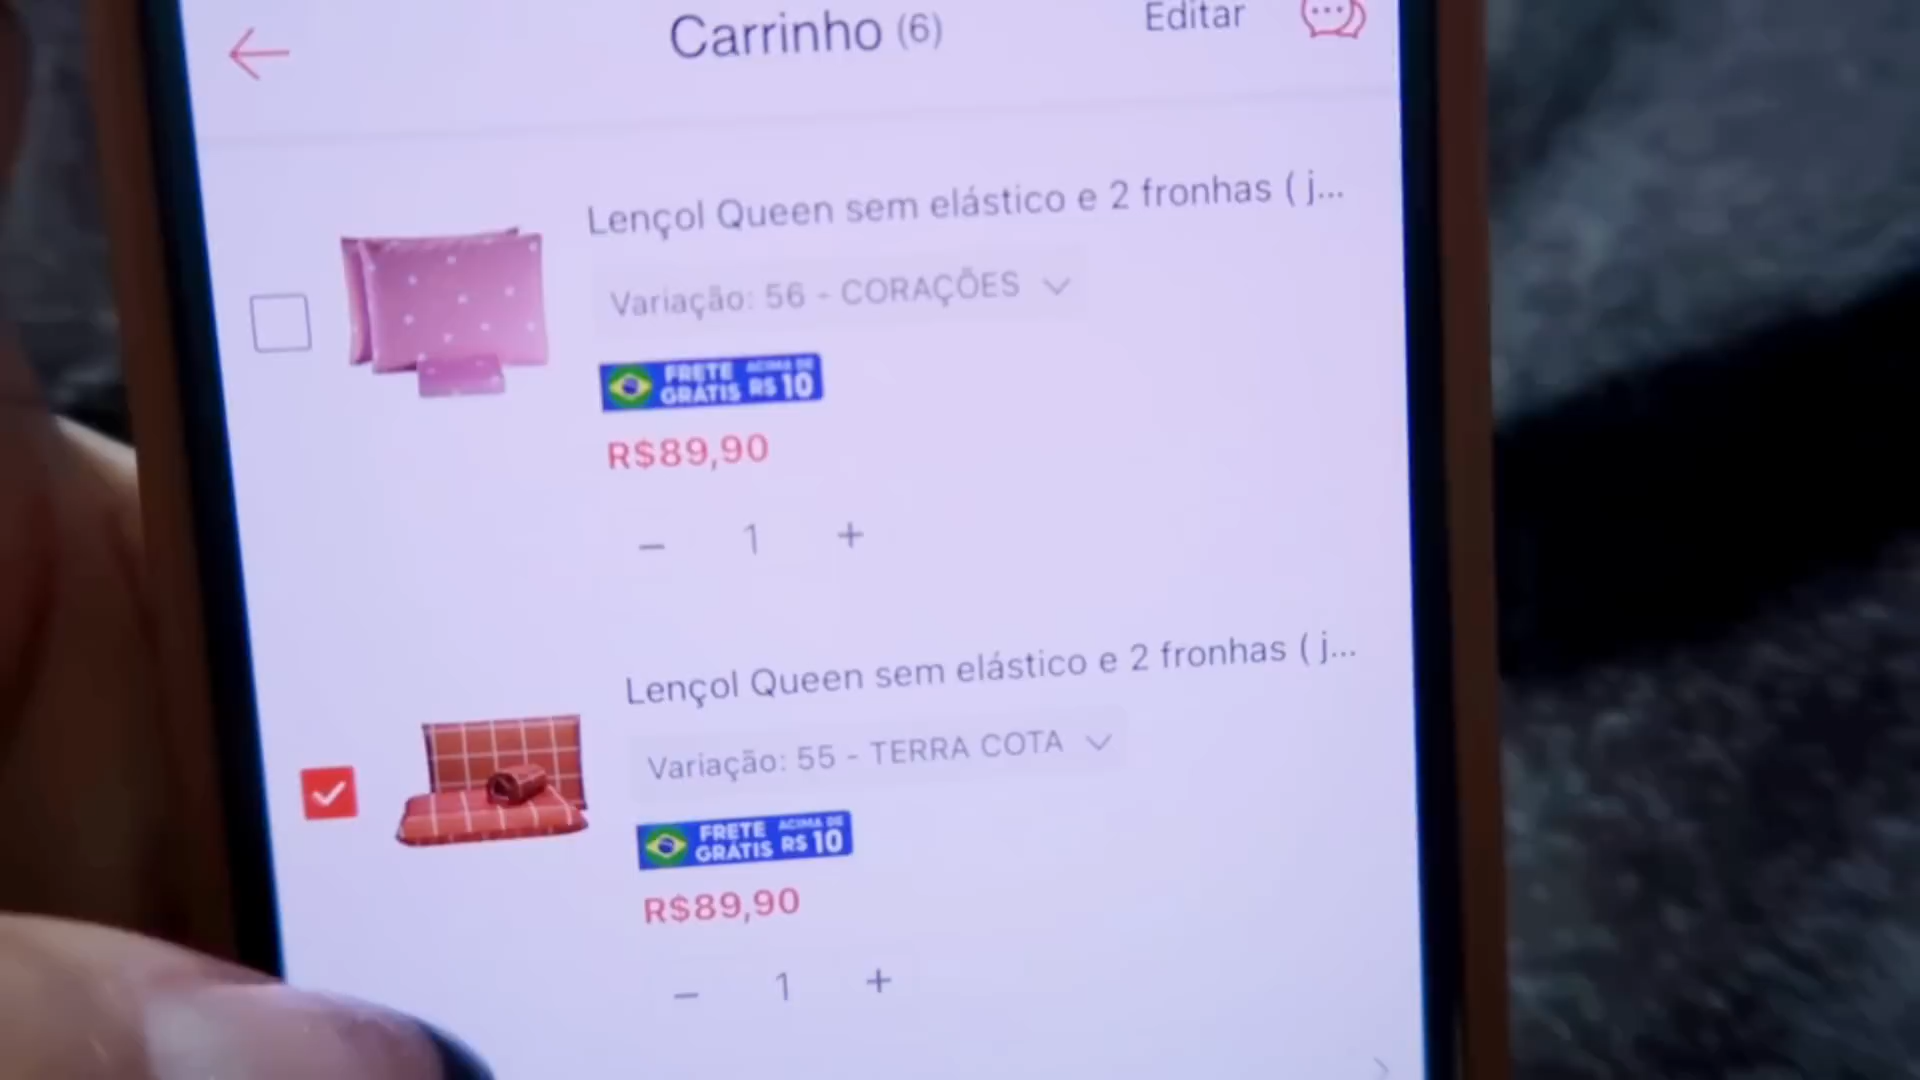 Carrinho (6)
Editar
Lençol Queen sem elástico e 2 fronhas ( j...
Variação: 56 - CORAÇÕES
FRETE GRÁTIS ACIMA DE R$ 10
R$89,90
− 1 +
Lençol Queen sem elástico e 2 fronhas ( j...
Variação: 55 - TERRA COTA
FRETE GRÁTIS ACIMA DE R$ 10
R$89,90
− 1 +